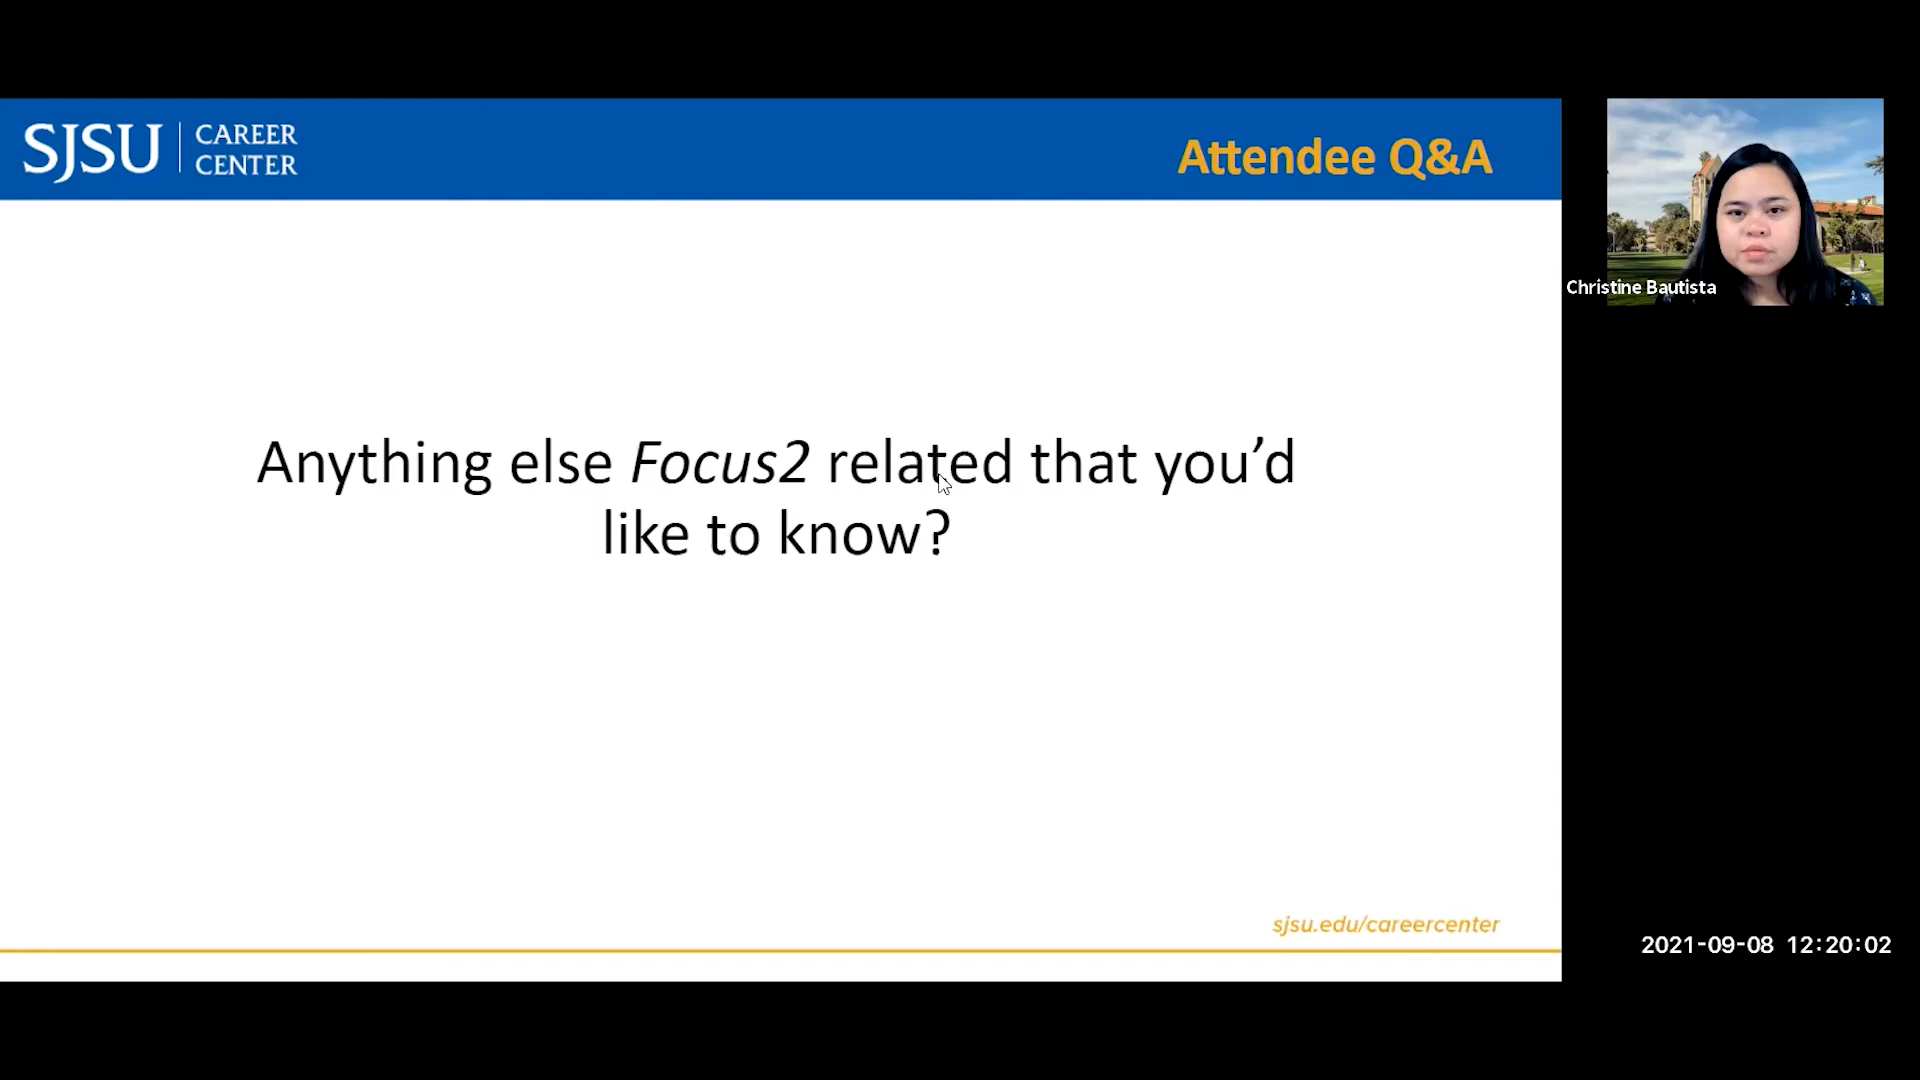 SJSU
CAREER
CENTER
Attendee Q&A
Christine Bautista
Anything else Focus2 related that you’d
like to know?
sjsu.edu/careercenter
2021-09-08 12:20:02